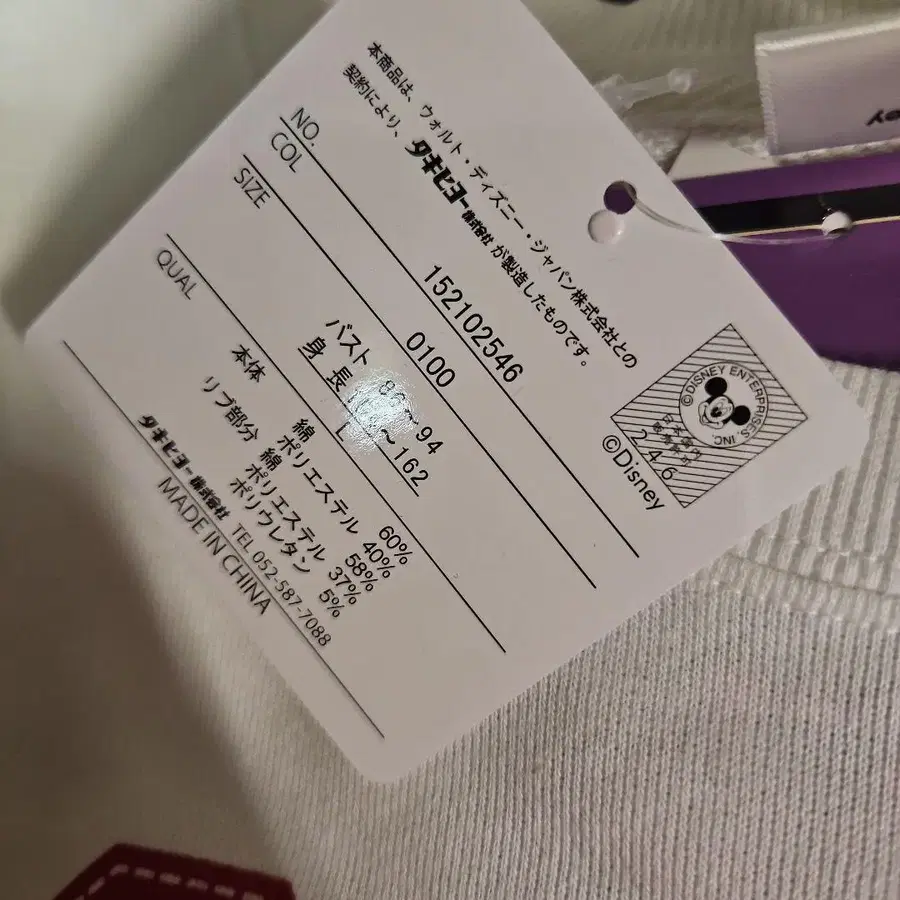 本商品は、ウォルト・ディズニー・ジャパン株式会社との
契約により、タキヒヨー株式会社が製造したものです。
NO. 152102546
COL 0100
SIZE
バスト 94
身長 ~162
L
QUAL
本体 綿 60%
ポリエステル 40%
リブ部分 綿 58%
ポリエステル 37%
ポリウレタン 5%
タキヒヨー株式会社 TEL 052-587-7088
MADE IN CHINA
©DISNEY ENTERPRISES, INC.
日本国内
2.4.6
©Disney
ey